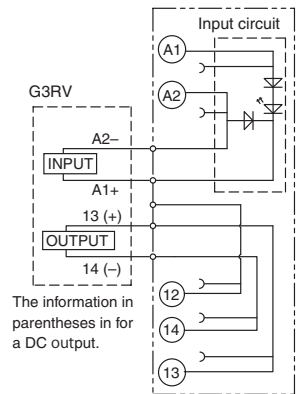 Input circuit
A1
G3RV
A2
A2–
INPUT
A1+
13 (+)
OUTPUT
14 (–)
12
14
13
The information in
parentheses in for
a DC output.